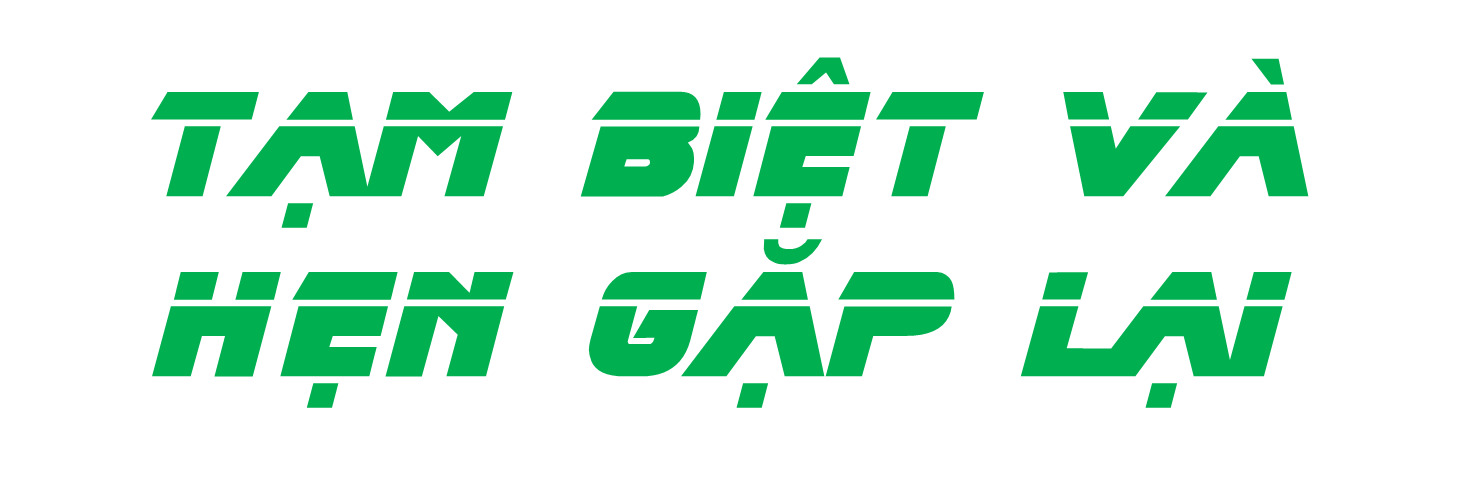 TẠM BIỆT VÀ
HẸN GẶP LẠI